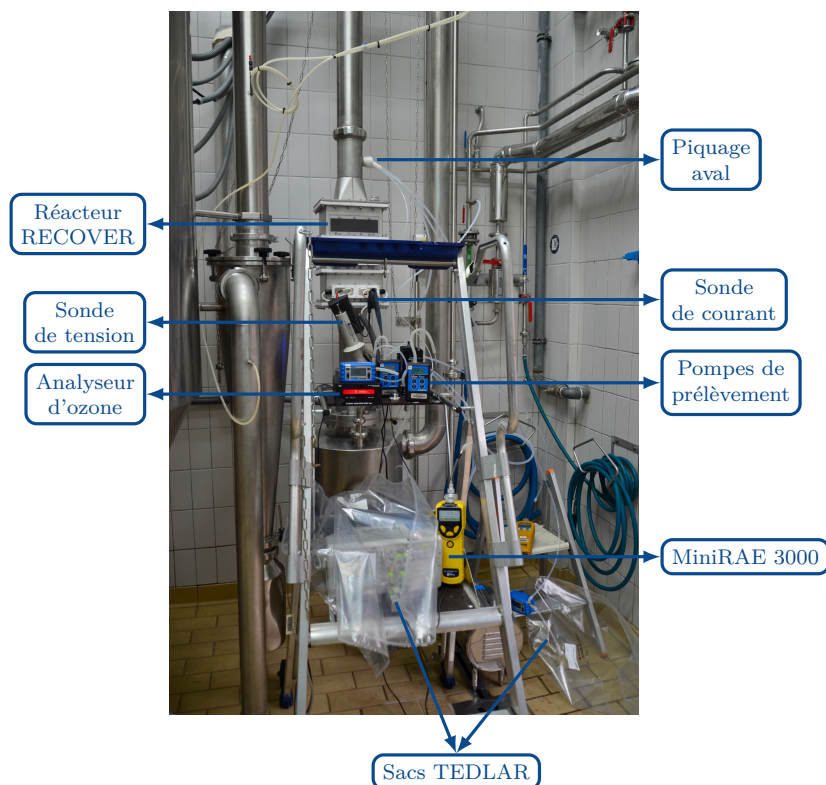 Piquage
aval
Réacteur
RECOVER
Sonde
de tension
Sonde
de courant
Analyseur
d'ozone
Pompes de
prélèvement
MiniRAE 3000
Sacs TEDLAR